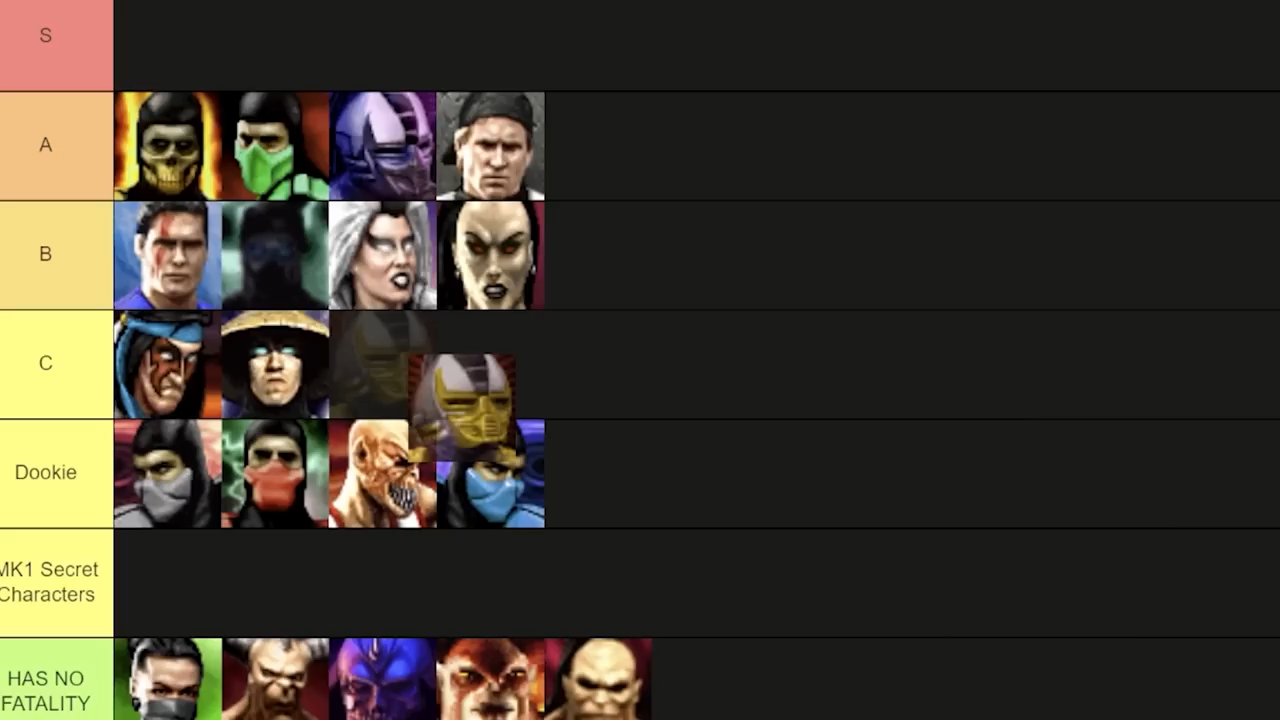 S
A
B
C
Dookie
MK1 Secret
Characters
HAS NO
FATALITY